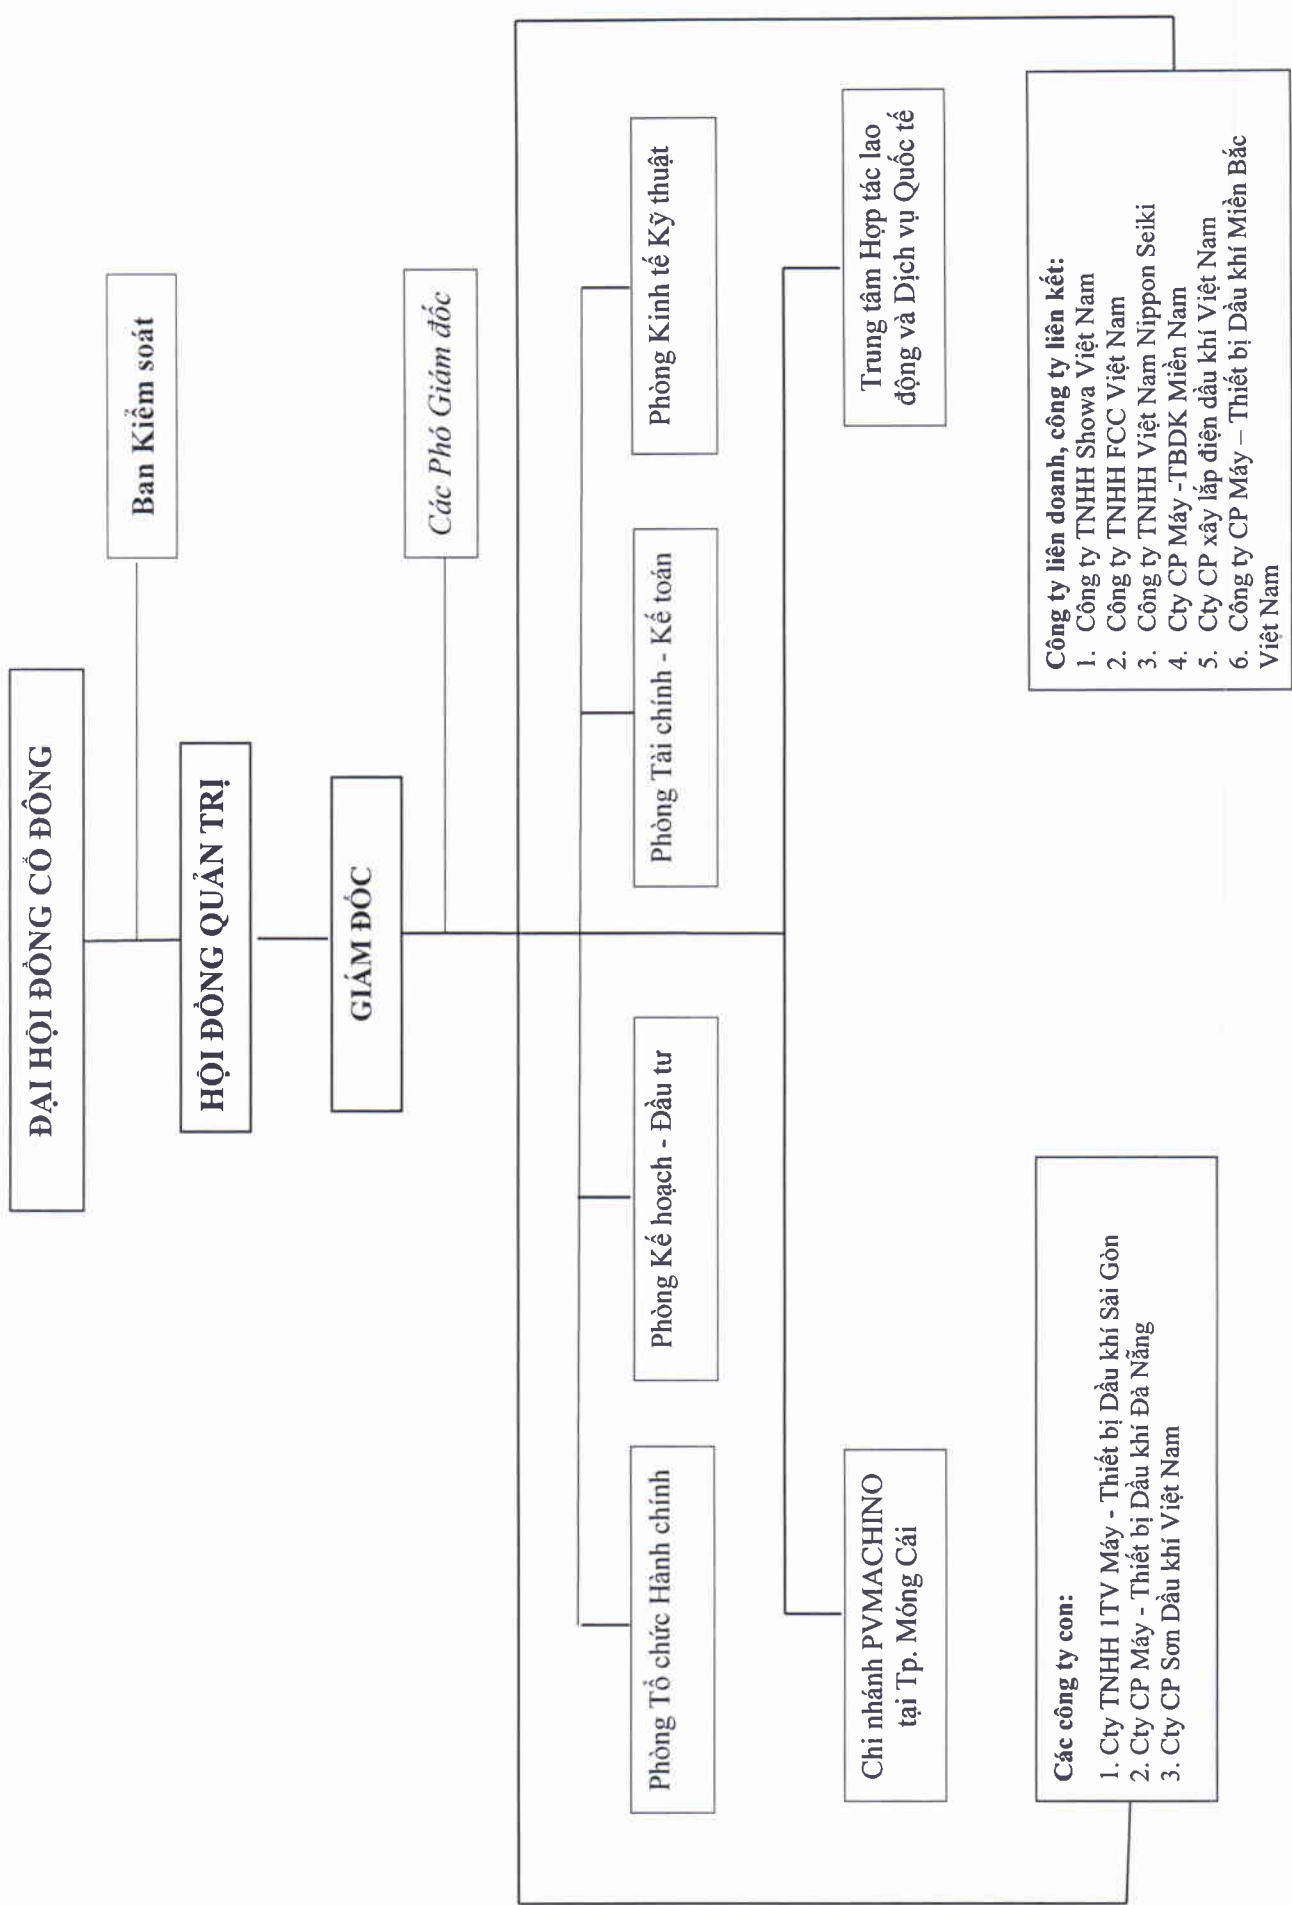 ĐẠI HỘI ĐỒNG CỔ ĐÔNG
Ban Kiểm soát
HỘI ĐỒNG QUẢN TRỊ
GIÁM ĐỐC
Các Phó Giám đốc
Phòng Tổ chức Hành chính
Phòng Kế hoạch - Đầu tư
Phòng Tài chính - Kế toán
Phòng Kinh tế Kỹ thuật
Chi nhánh PVMACHINO
tại Tp. Móng Cái
Trung tâm Hợp tác lao
động và Dịch vụ Quốc tế
Các công ty con:
1. Cty TNHH 1TV Máy - Thiết bị Dầu khí Sài Gòn
2. Cty CP Máy - Thiết bị Dầu khí Đà Nẵng
3. Cty CP Sơn Dầu khí Việt Nam
Công ty liên doanh, công ty liên kết:
1. Công ty TNHH Showa Việt Nam
2. Công ty TNHH FCC Việt Nam
3. Công ty TNHH Việt Nam Nippon Seiki
4. Cty CP Máy -TBDK Miền Nam
5. Cty CP xây lắp điện dầu khí Việt Nam
6. Công ty CP Máy – Thiết bị Dầu khí Miền Bắc
Việt Nam